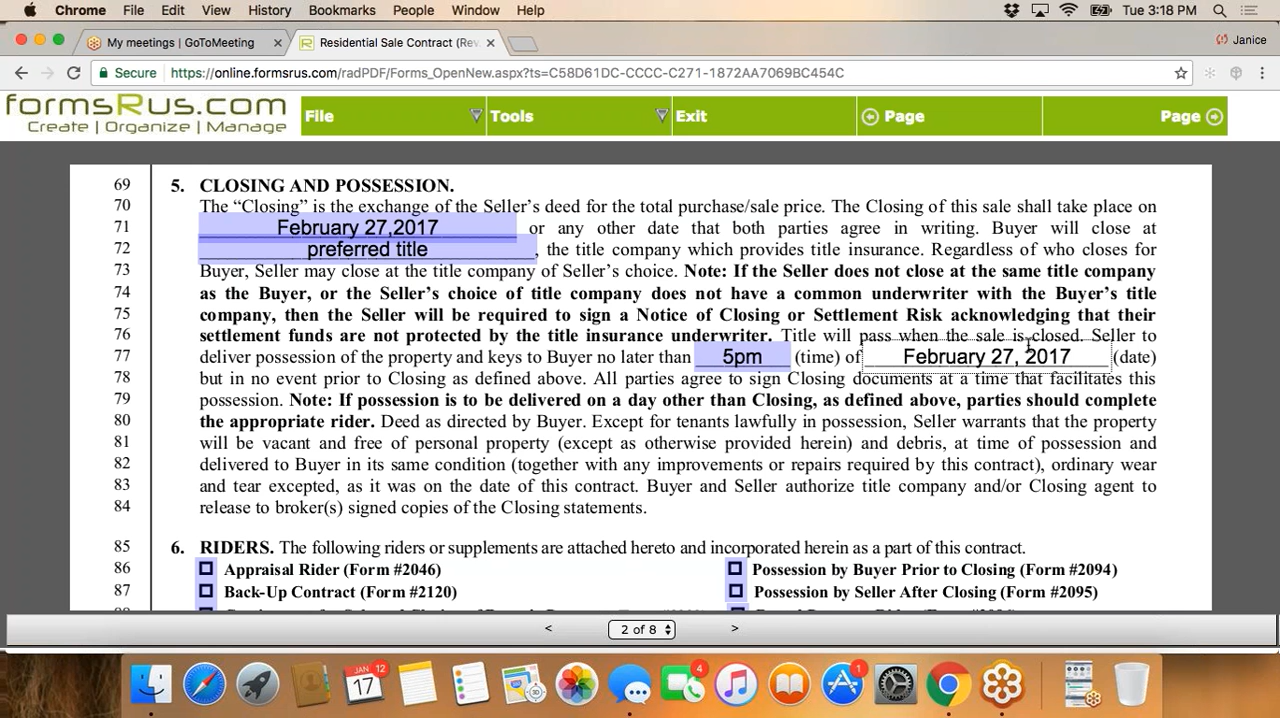 Chrome File Edit View History Bookmarks People Window Help Tue 3:18 PM
My meetings | GoToMeeting Residential Sale Contract (Rev. Janice
Secure https://online.formsrus.com/radPDF/Forms_OpenNew.aspx?ts=C58D61DC-CCCC-C271-1872AA7069BC454C
formsRus.com
Create | Organize | Manage
File Tools Exit Page Page
69 5. CLOSING AND POSSESSION.
70 The “Closing” is the exchange of the Seller’s deed for the total purchase/sale price. The Closing of this sale shall take place on
71 February 27,2017 or any other date that both parties agree in writing. Buyer will close at
72 preferred title , the title company which provides title insurance. Regardless of who closes for
73 Buyer, Seller may close at the title company of Seller’s choice. Note: If the Seller does not close at the same title company
74 as the Buyer, or the Seller’s choice of title company does not have a common underwriter with the Buyer’s title
75 company, then the Seller will be required to sign a Notice of Closing or Settlement Risk acknowledging that their
76 settlement funds are not protected by the title insurance underwriter. Title will pass when the sale is closed. Seller to
77 deliver possession of the property and keys to Buyer no later than 5pm (time) of February 27, 2017 (date)
78 but in no event prior to Closing as defined above. All parties agree to sign Closing documents at a time that facilitates this
79 possession. Note: If possession is to be delivered on a day other than Closing, as defined above, parties should complete
80 the appropriate rider. Deed as directed by Buyer. Except for tenants lawfully in possession, Seller warrants that the property
81 will be vacant and free of personal property (except as otherwise provided herein) and debris, at time of possession and
82 delivered to Buyer in its same condition (together with any improvements or repairs required by this contract), ordinary wear
83 and tear excepted, as it was on the date of this contract. Buyer and Seller authorize title company and/or Closing agent to
84 release to broker(s) signed copies of the Closing statements.
85 6. RIDERS. The following riders or supplements are attached hereto and incorporated herein as a part of this contract.
86 Appraisal Rider (Form #2046) Possession by Buyer Prior to Closing (Form #2094)
87 Back-Up Contract (Form #2120) Possession by Seller After Closing (Form #2095)
< 2 of 8 >
JAN 17 12 4 1